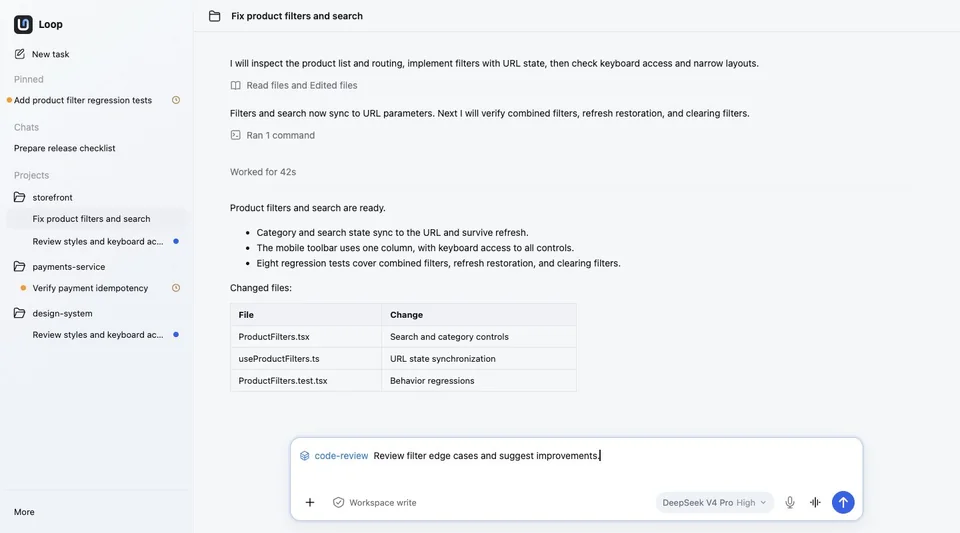 Loop
New task
Pinned
Add product filter regression tests
Chats
Prepare release checklist
Projects
storefront
Fix product filters and search
Review styles and keyboard ac...
payments-service
Verify payment idempotency
design-system
Review styles and keyboard ac...
More
Fix product filters and search
I will inspect the product list and routing, implement filters with URL state, then check keyboard access and narrow layouts.
Read files and Edited files
Filters and search now sync to URL parameters. Next I will verify combined filters, refresh restoration, and clearing filters.
Ran 1 command
Worked for 42s
Product filters and search are ready.
• Category and search state sync to the URL and survive refresh.
• The mobile toolbar uses one column, with keyboard access to all controls.
• Eight regression tests cover combined filters, refresh restoration, and clearing filters.
Changed files:
File Change
ProductFilters.tsx Search and category controls
useProductFilters.ts URL state synchronization
ProductFilters.test.tsx Behavior regressions
code-review Review filter edge cases and suggest improvements.
Workspace write DeepSeek V4 Pro High